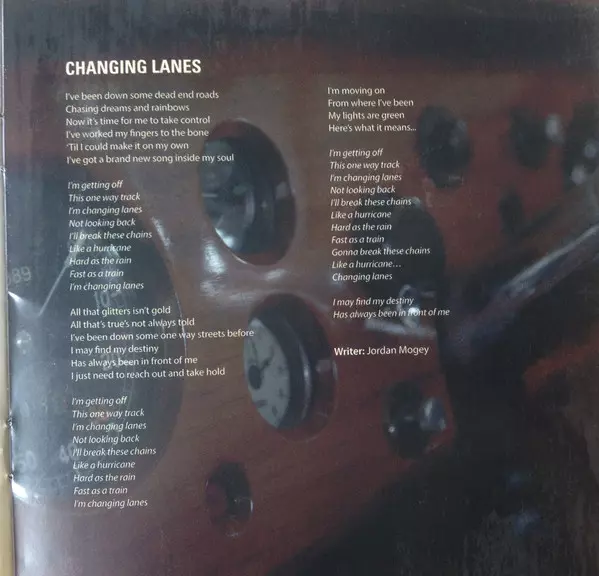 CHANGING LANES
I've been down some dead end roads
Chasing dreams and rainbows
Now it's time for me to take control
I've worked my fingers to the bone
'Til I could make it on my own
I've got a brand new song inside my soul
I'm getting off
This one way track
I'm changing lanes
Not looking back
I'll break these chains
Like a hurricane
Hard as the rain
Fast as a train
I'm changing lanes
All that glitters isn't gold
All that's true's not always told
I've been down some one way streets before
I may find my destiny
Has always been in front of me
I just need to reach out and take hold
I'm getting off
This one way track
I'm changing lanes
Not looking back
I'll break these chains
Like a hurricane
Hard as the rain
Fast as a train
I'm changing lanes
I'm moving on
From where I've been
My lights are green
Here's what it means...
I'm getting off
This one way track
I'm changing lanes
Not looking back
I'll break these chains
Like a hurricane
Hard as the rain
Fast as a train
Gonna break these chains
Like a hurricane...
Changing lanes
I may find my destiny
Has always been in front of me
Writer: Jordan Mogey